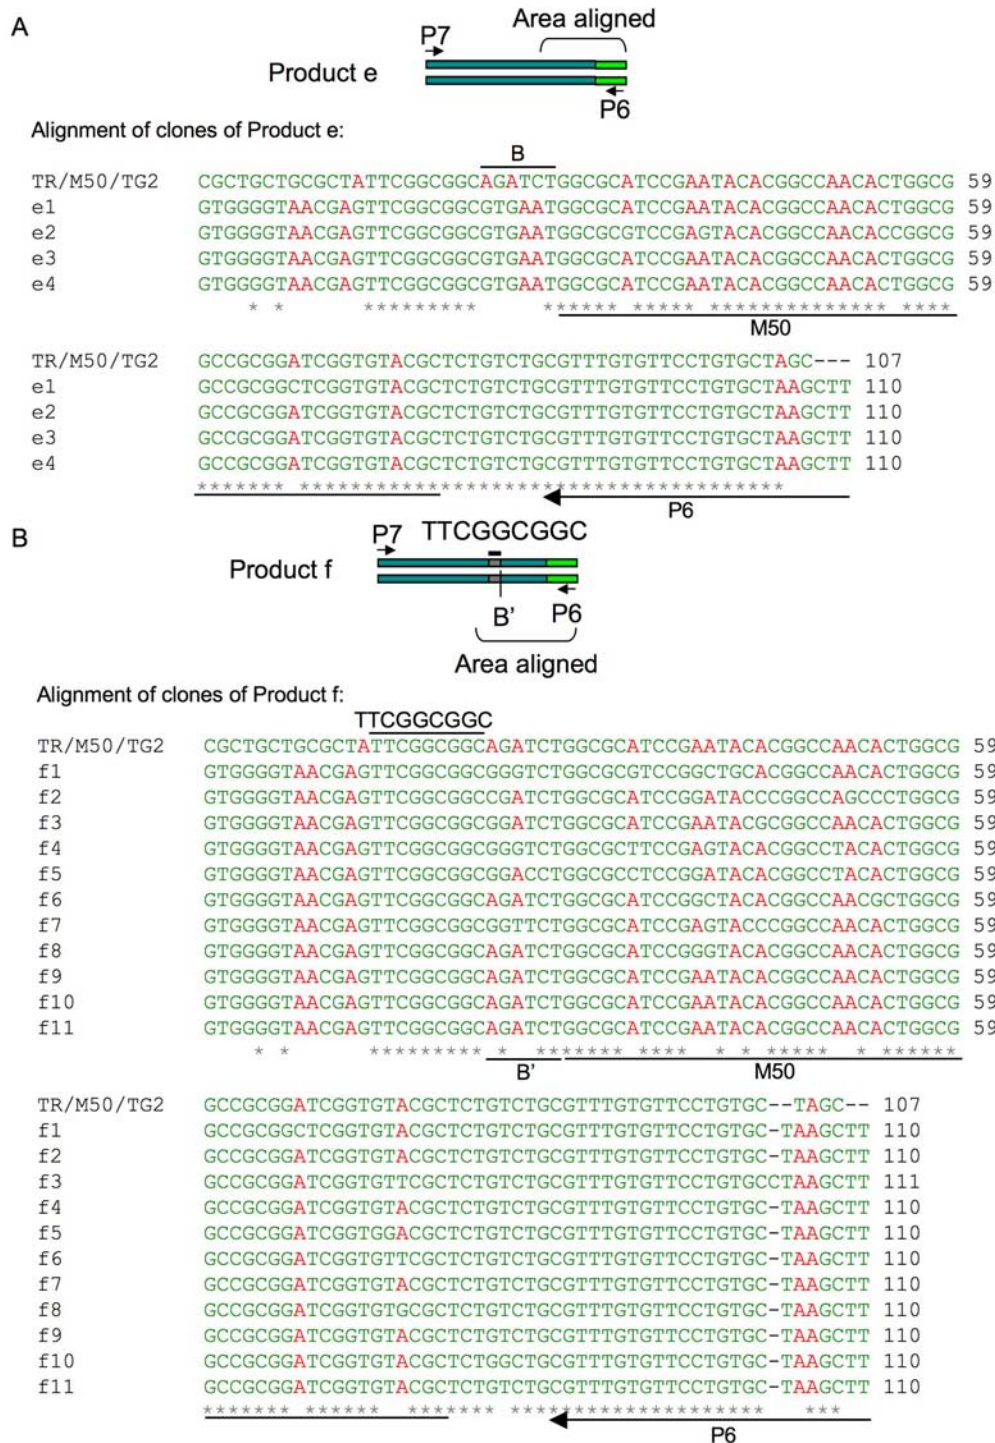 A
Area aligned
P7
Product e
P6
Alignment of clones of Product e:
B
TR/M50/TG2 CGCTGCTGCGCTATTCGGCGGCAGATCTGGCGCATCCGAATACACGGCCAACACTGGCG 59
e1 GTGGGGTAACGAGTTCGGCGGCGTGAATGGCGCATCCGAATACACGGCCAACACTGGCG 59
e2 GTGGGGTAACGAGTTCGGCGGCGTGAATGGCGCGTCCGAGTACACGGCCAACACCGGCG 59
e3 GTGGGGTAACGAGTTCGGCGGCGTGAATGGCGCATCCGAATACACGGCCAACACTGGCG 59
e4 GTGGGGTAACGAGTTCGGCGGCGTGAATGGCGCATCCGAATACACGGCCAACACTGGCG 59
* * ********* ****** ***** ************** ****
M50
TR/M50/TG2 GCCGCGGATCGGTGTACGCTCTGTCTGCGTTTGTGTTCCTGTGCTAGC--- 107
e1 GCCGCGGCTCGGTGTACGCTCTGTCTGCGTTTGTGTTCCTGTGCTAAGCTT 110
e2 GCCGCGGATCGGTGTACGCTCTGTCTGCGTTTGTGTTCCTGTGCTAAGCTT 110
e3 GCCGCGGATCGGTGTACGCTCTGTCTGCGTTTGTGTTCCTGTGCTAAGCTT 110
e4 GCCGCGGATCGGTGTACGCTCTGTCTGCGTTTGTGTTCCTGTGCTAAGCTT 110
******* **************************************
P6
B
P7 TTCGGCGGC
Product f
B’ P6
Area aligned
Alignment of clones of Product f:
TTCGGCGGC
TR/M50/TG2 CGCTGCTGCGCTATTCGGCGGCAGATCTGGCGCATCCGAATACACGGCCAACACTGGCG 59
f1 GTGGGGTAACGAGTTCGGCGGCGGGTCTGGCGCGTCCGGCTGCACGGCCAACACTGGCG 59
f2 GTGGGGTAACGAGTTCGGCGGCCGATCTGGCGCATCCGGATACCCGGCCAGCCCTGGCG 59
f3 GTGGGGTAACGAGTTCGGCGGCGGATCTGGCGCATCCGAATACGCGGCCAACACTGGCG 59
f4 GTGGGGTAACGAGTTCGGCGGCGGGTCTGGCGCTTCCGAGTACACGGCCTACACTGGCG 59
f5 GTGGGGTAACGAGTTCGGCGGCGGACCTGGCGCCTCCGGATACACGGCCTACACTGGCG 59
f6 GTGGGGTAACGAGTTCGGCGGCAGATCTGGCGCATCCGGCTACACGGCCAACGCTGGCG 59
f7 GTGGGGTAACGAGTTCGGCGGCGGTTCTGGCGCATCCGAGTACCCGGCCAACACTGGCG 59
f8 GTGGGGTAACGAGTTCGGCGGCAGATCTGGCGCATCCGGGTACACGGCCAACACTGGCG 59
f9 GTGGGGTAACGAGTTCGGCGGCAGATCTGGCGCATCCGAATACACGGCCAACACTGGCG 59
f10 GTGGGGTAACGAGTTCGGCGGCAGATCTGGCGCATCCGAATACACGGCCAACACTGGCG 59
f11 GTGGGGTAACGAGTTCGGCGGCAGATCTGGCGCATCCGAATACACGGCCAACACTGGCG 59
* * ********* * ******* **** * * ***** * ******
B’ M50
TR/M50/TG2 GCCGCGGATCGGTGTACGCTCTGTCTGCGTTTGTGTTCCTGTGC--TAGC-- 107
f1 GCCGCGGCTCGGTGTACGCTCTGTCTGCGTTTGTGTTCCTGTGC-TAAGCTT 110
f2 GCCGCGGATCGGTGTACGCTCTGTCTGCGTTTGTGTTCCTGTGC-TAAGCTT 110
f3 GCCGCGGATCGGTGTTCGCTCTGTCTGCGTTTGTGTTCCTGTGCCTAAGCTT 111
f4 GCCGCGGATCGGTGTACGCTCTGTCTGCGTTTGTGTTCCTGTGC-TAAGCTT 110
f5 GCCGCGGATCGGTGGACGCTCTGTCTGCGTTTGTGTTCCTGTGC-TAAGCTT 110
f6 GCCGCGGATCGGTGTTCGCTCTGTCTGCGTTTGTGTTCCTGTGC-TAAGCTT 110
f7 GCCGCGGATCGGTGTACGCTCTGTCTGCGTTTGTGTTCCTGTGC-TAAGCTT 110
f8 GCCGCGGATCGGTGTGCGCTCTGTCTGCGTTTGTGTTCCTGTGC-TAAGCTT 110
f9 GCCGCGGATCGGTGTACGCTCTGTCTGCGTTTGTGTTCCTGTGC-TAAGCTT 110
f10 GCCGCGGATCGGTGTACGCTCTGGCTGCGTTTGTGTTCCTGTGC-TAAGCTT 110
f11 GCCGCGGATCGGTGTACGCTCTGTCTGCGTTTGTGTTCCTGTGC-TAAGCTT 110
******* ****** ******* ******************** ***
P6